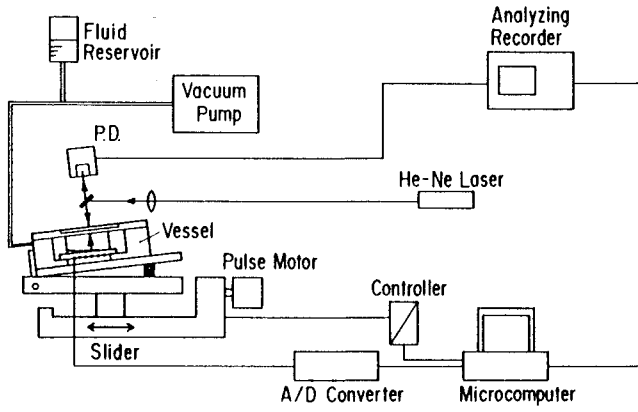 Fluid
Reservoir
Analyzing
Recorder
Vacuum
Pump
P.D.
He-Ne Laser
Vessel
Pulse Motor
Controller
Slider
A/D Converter
Microcomputer